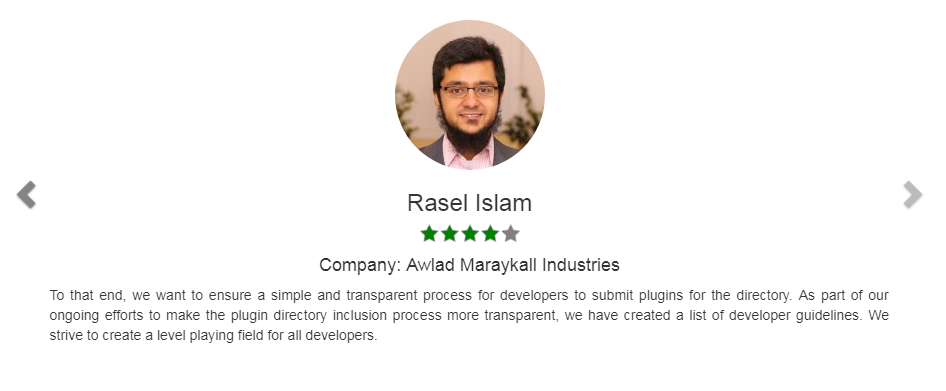 Rasel Islam
Company: Awlad Maraykall Industries
To that end, we want to ensure a simple and transparent process for developers to submit plugins for the directory. As part of our
ongoing efforts to make the plugin directory inclusion process more transparent, we have created a list of developer guidelines. We
strive to create a level playing field for all developers.